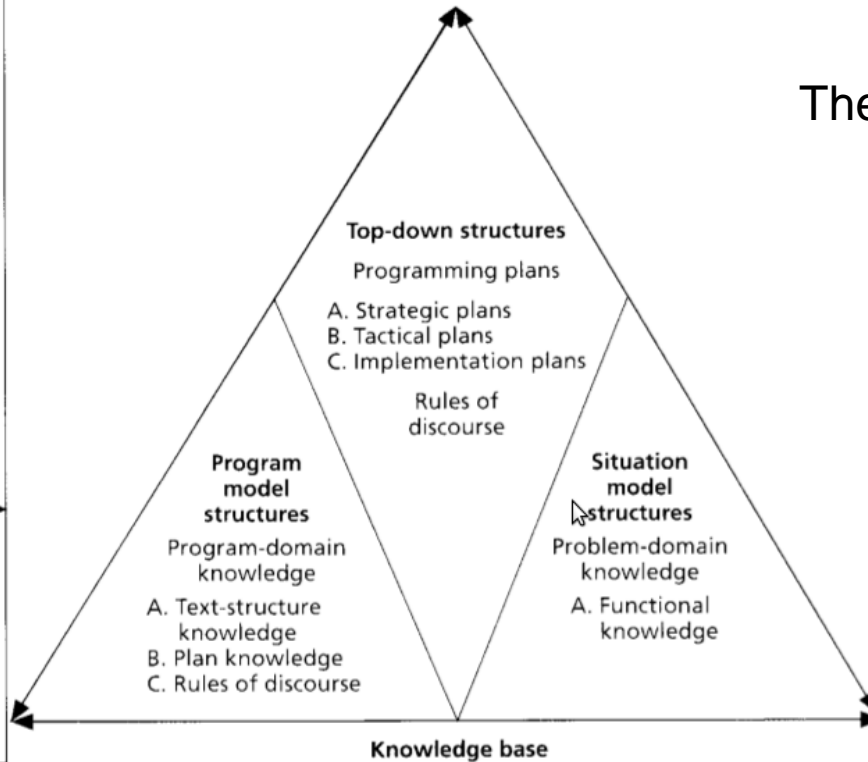 The
Top-down structures
Programming plans
A. Strategic plans
B. Tactical plans
C. Implementation plans
Rules of
discourse
Program
model
structures
Program-domain
knowledge
A. Text-structure
knowledge
B. Plan knowledge
C. Rules of discourse
Situation
model
structures
Problem-domain
knowledge
A. Functional
knowledge
Knowledge base